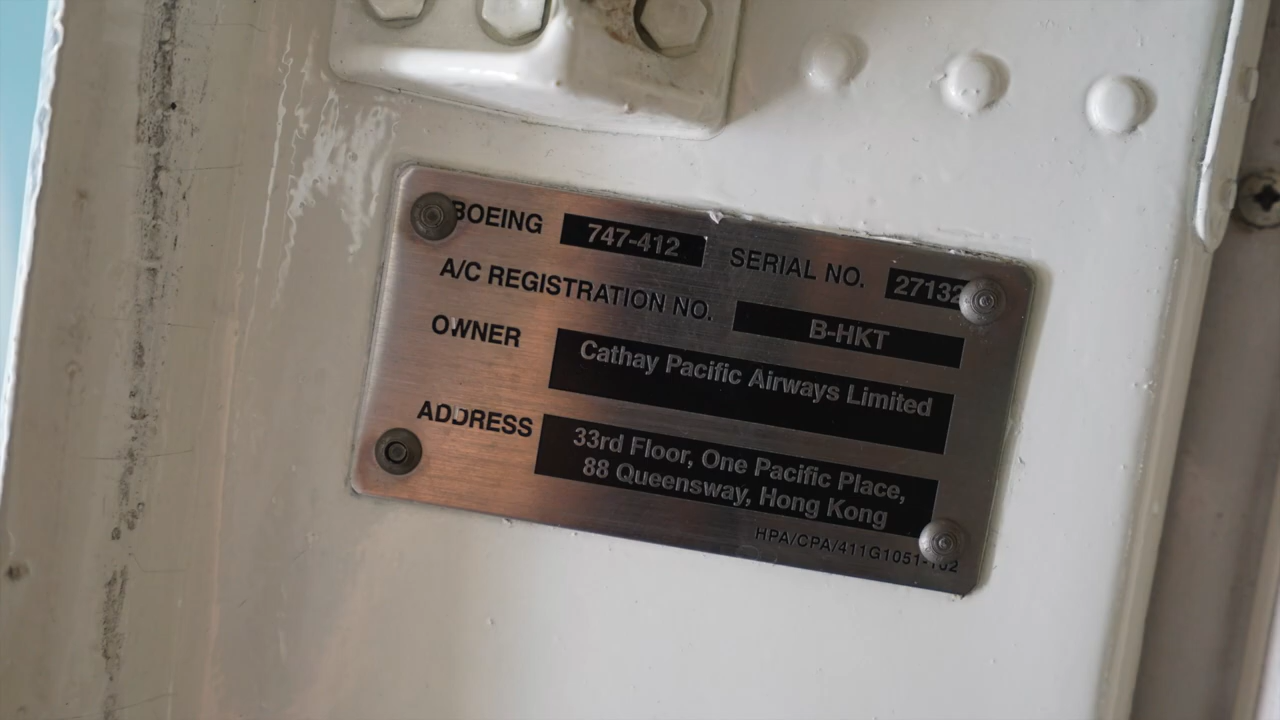 BOEING 747-412 SERIAL NO. 27132
A/C REGISTRATION NO. B-HKT
OWNER Cathay Pacific Airways Limited
ADDRESS 33rd Floor, One Pacific Place,
88 Queensway, Hong Kong
HPA/CPA/411G1051-102